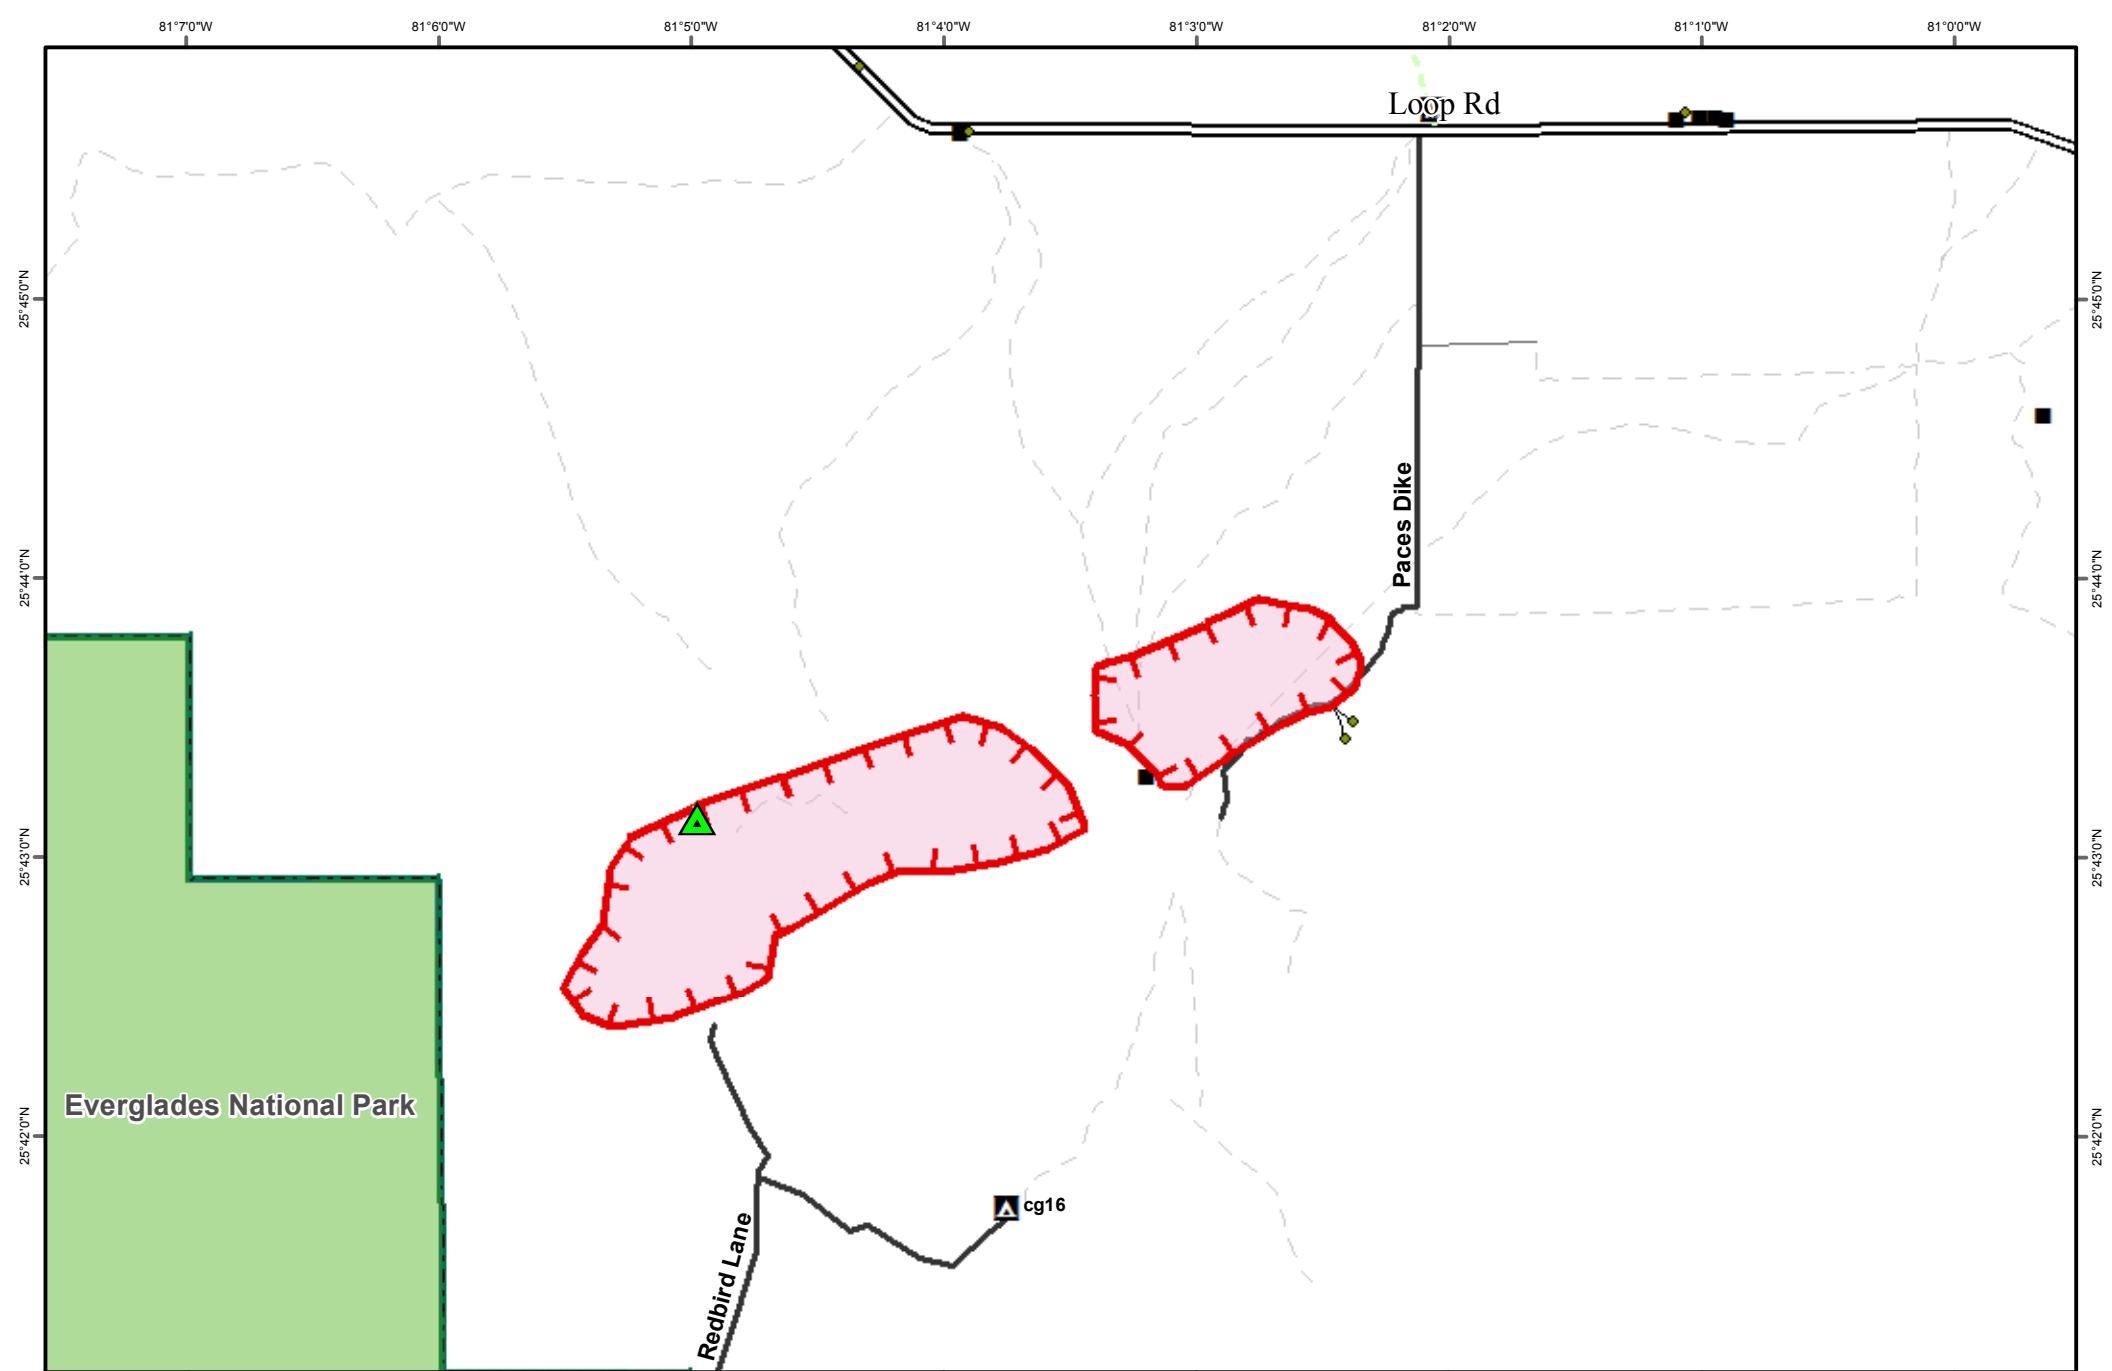 81°7'0"W
81°6'0"W
81°5'0"W
81°4'0"W
81°3'0"W
81°2'0"W
81°1'0"W
81°0'0"W
Loop Rd
25°45'0"N
25°45'0"N
Paces Dike
25°44'0"N
25°44'0"N
25°43'0"N
25°43'0"N
Everglades National Park
25°42'0"N
25°42'0"N
cg16
Redbird Lane